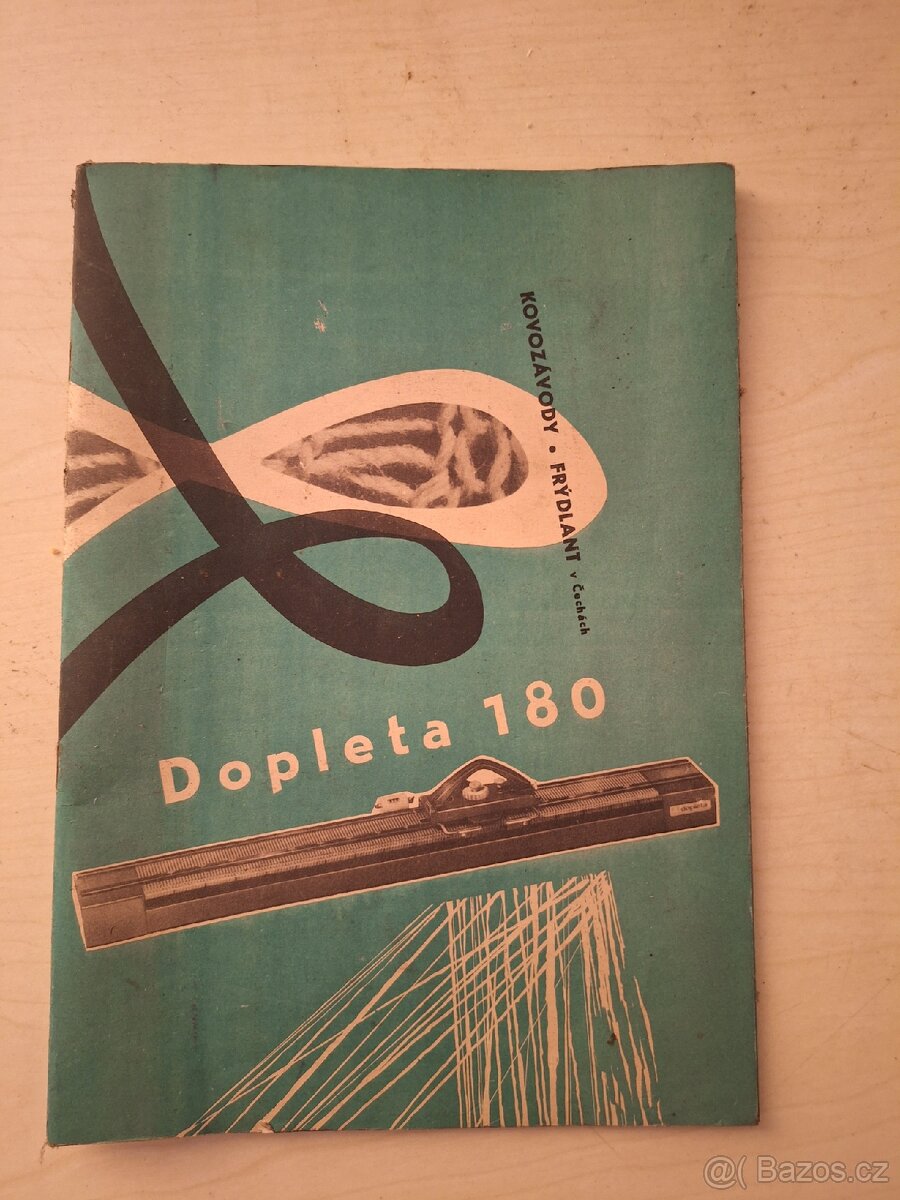 KOVOZÁVODY • FRÝDLANT v Čechách
Dopleta 180
dopleta
@( Bazos.cz